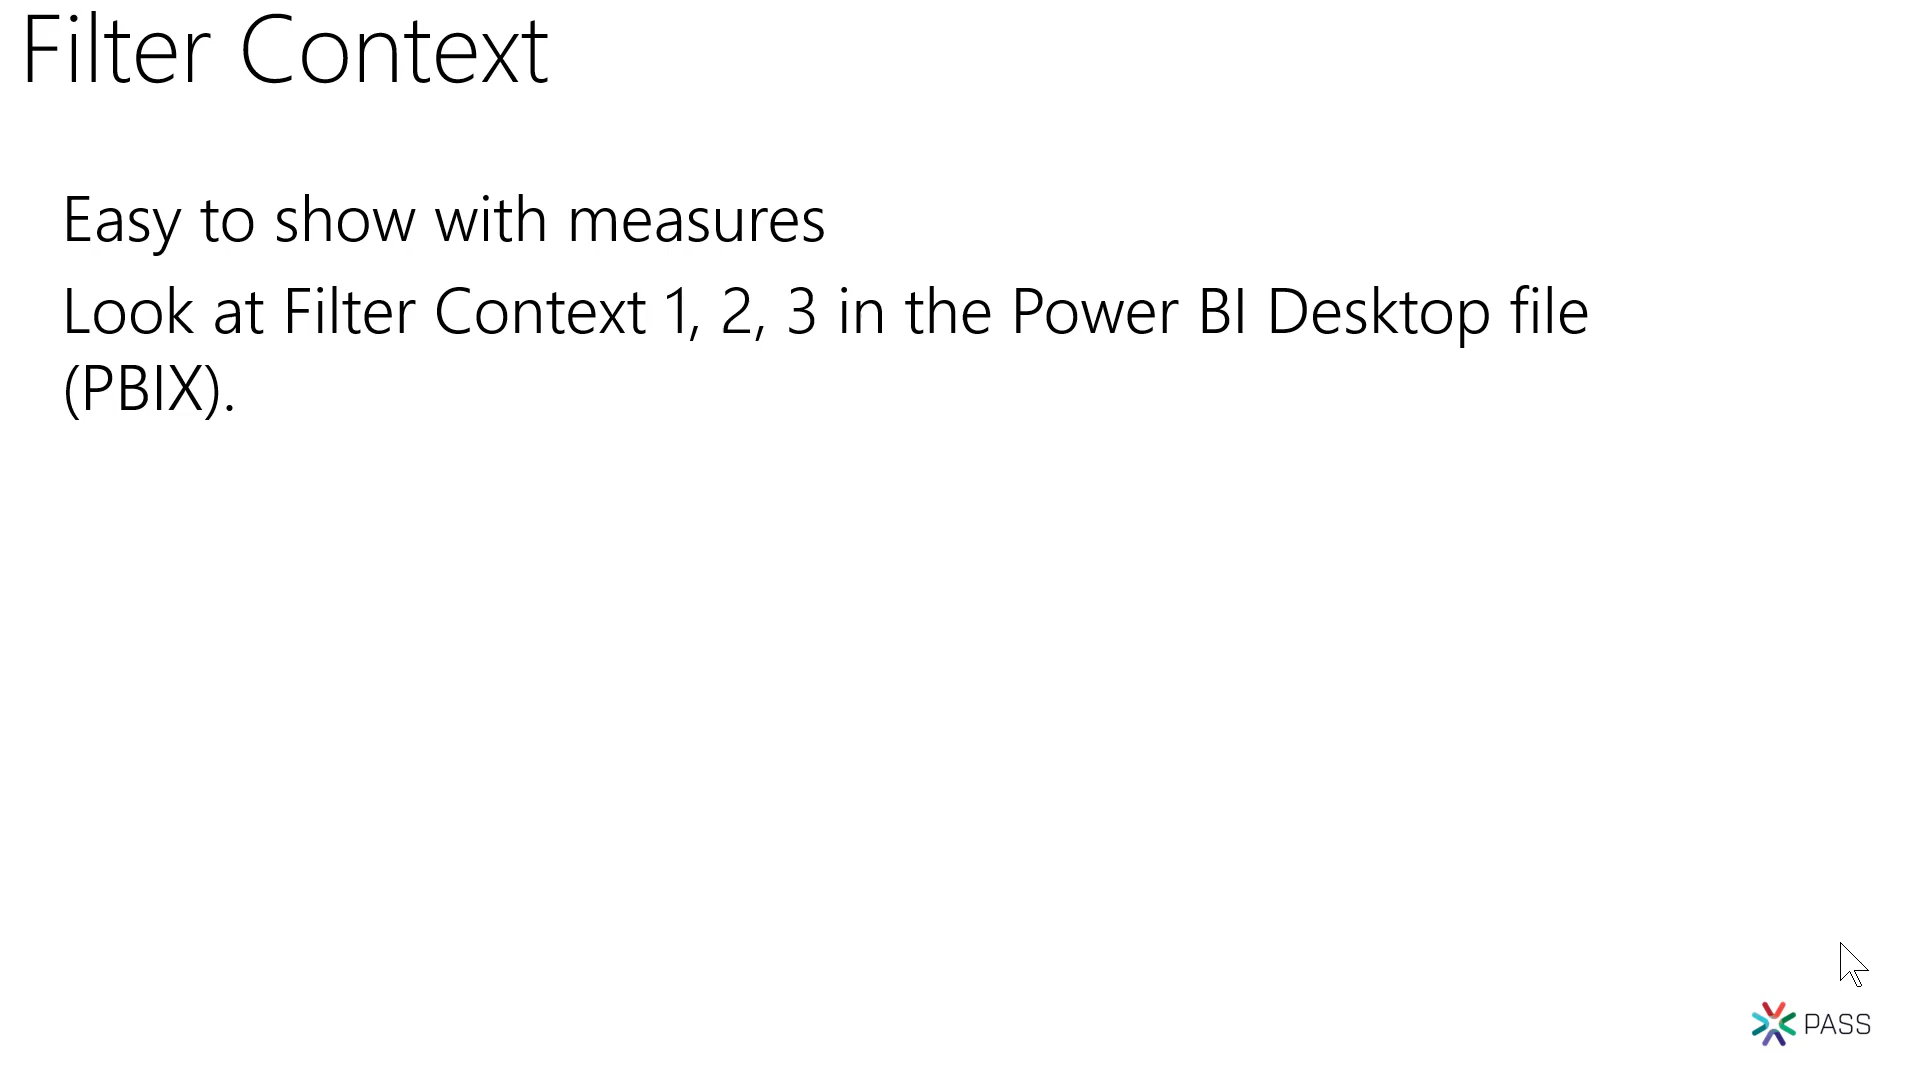 Filter Context
Easy to show with measures
Look at Filter Context 1, 2, 3 in the Power BI Desktop file
(PBIX).
PASS